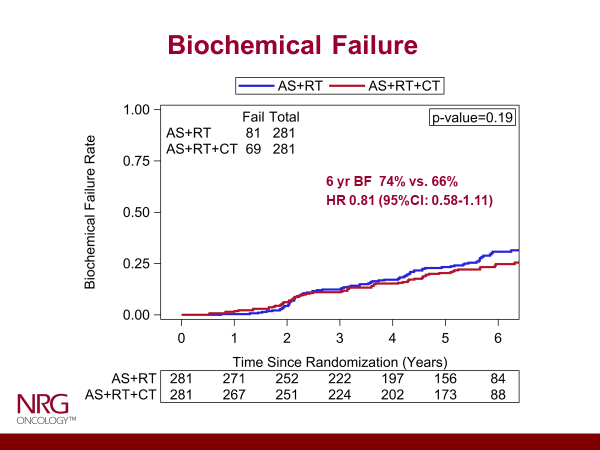 Biochemical Failure
AS+RT AS+RT+CT
1.00
0.75
0.50
0.25
0.00
Biochemical Failure Rate
Fail Total
AS+RT 81 281
AS+RT+CT 69 281
p-value=0.19
6 yr BF 74% vs. 66%
HR 0.81 (95%CI: 0.58-1.11)
0 1 2 3 4 5 6
Time Since Randomization (Years)
AS+RT 281 271 252 222 197 156 84
AS+RT+CT 281 267 251 224 202 173 88
NRG
ONCOLOGY™